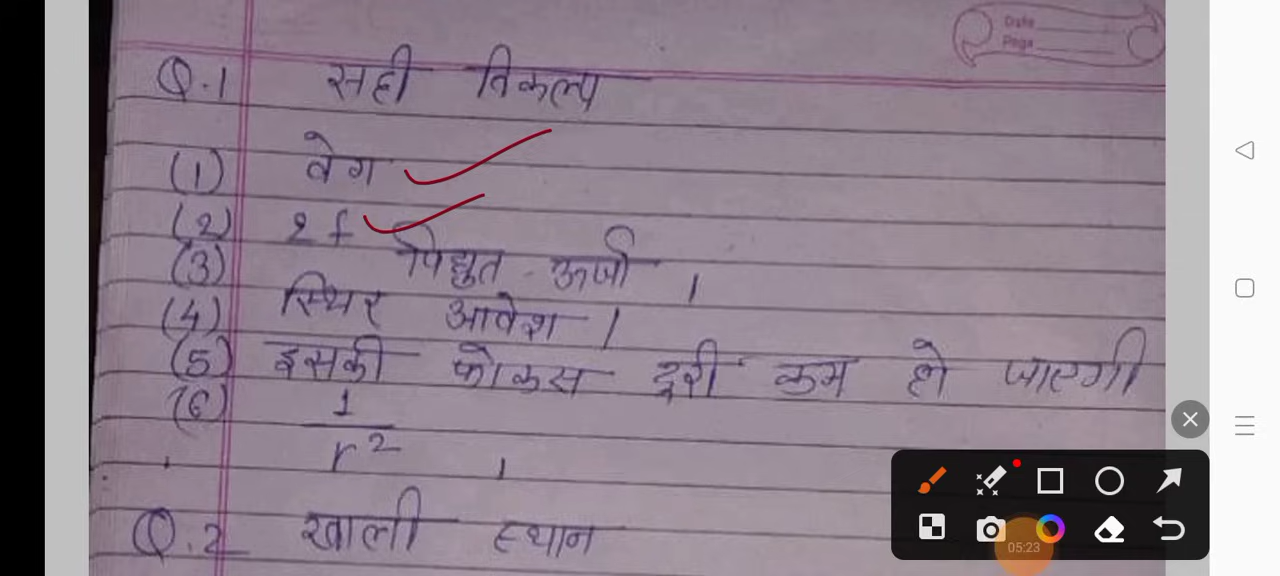 Date
Page
Q.1 सही विकल्प
(1) वेग
(2) 2f
(3) विद्युत ऊर्जा ।
(4) स्थिर आवेश ।
(5) इसकी फोकस दूरी कम हो जाएगी
(6) 1/r²
Q.2 खाली स्थान
05:23